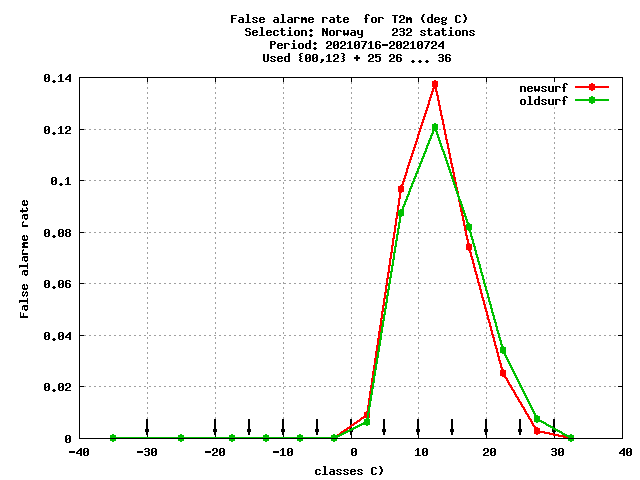 False alarme rate  for T2m (deg C)
Selection: Norway    232 stations
Period: 20210716-20210724
Used {00,12} + 25 26 ... 36
newsurf
oldsurf
0.14
0.12
0.1
0.08
0.06
0.04
0.02
0
False alarme rate
-40 -30 -20 -10 0 10 20 30 40
classes C)